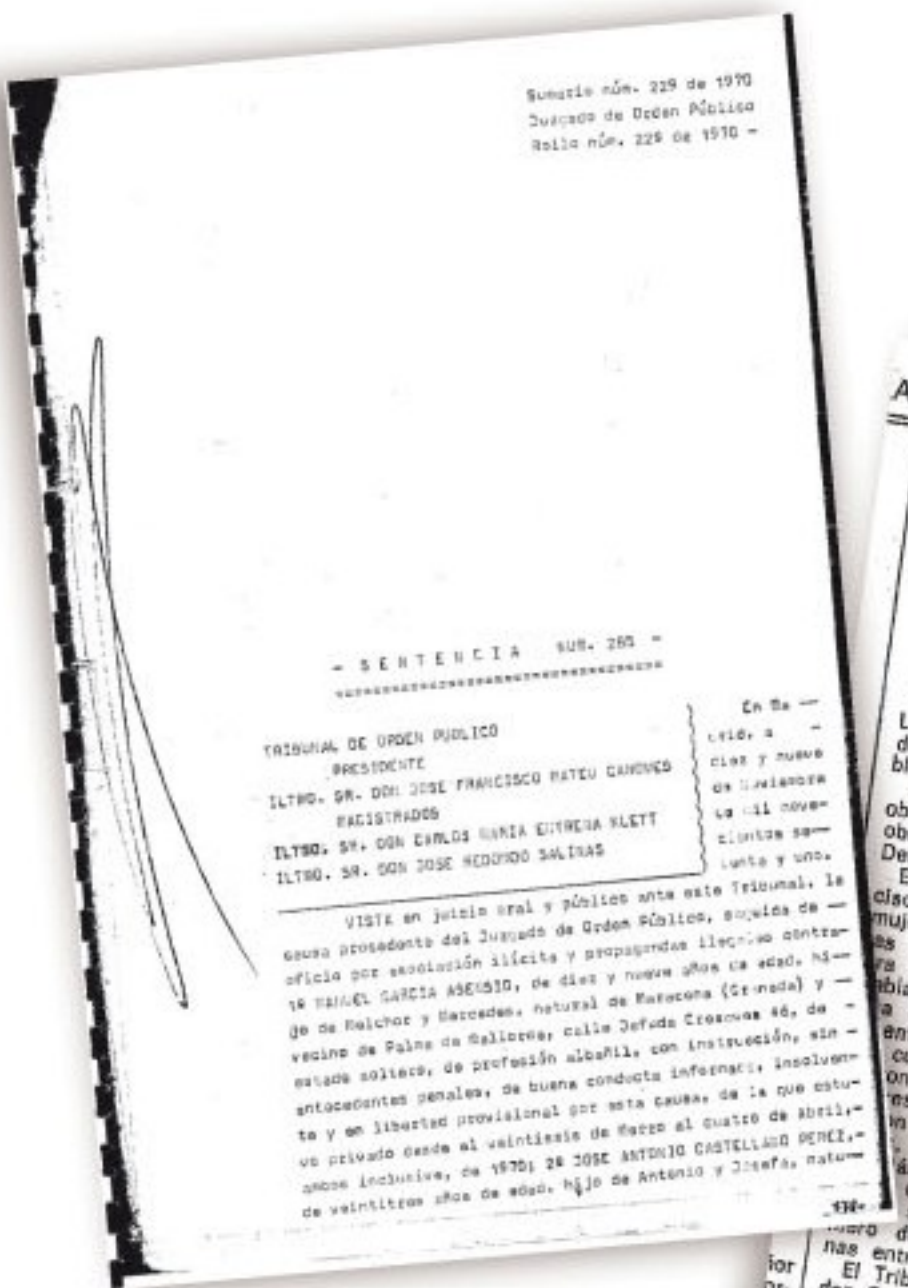 Sumario núm. 229 de 1970
Juzgado de Orden Público
Rollo núm. 229 de 1970 -
- S E N T E N C I A NUM. 285 -
TRIBUNAL DE ORDEN PUBLICO
PRESIDENTE
ILTMO. SR. DON JOSE FRANCISCO MATEU CANOVES
MAGISTRADOS
ILTMO. SR. DON CARLOS MARIA ENTRENA KLETT
ILTMO. SR. DON JOSE REDONDO SALINAS
En Ma —
drid, a -
diez y nueve
de Noviembre
de mil nove-
cientos se—
tenta y uno.
VISTA en juicio oral y público ante este Tribunal, la
causa procedente del Juzgado de Orden Público, seguida de —
oficio por asociación ilícita y propagandas ilegales contra—
1º MANUEL GARCIA ASENSIO, de diez y nueve años de edad, hi—
jo de Melchor y Mercedes, natural de Maracena (Granada) y —
vecino de Palma de Mallorca, calle 46, de -
estado soltero, de profesión albañil, con instrucción, sin —
antecedentes penales, de buena conducta informada, insolven—
te y en libertad provisional por esta causa, de la que estu—
vo privado desde el veintiseis de Marzo al cuatro de abril,—
ambos inclusive, de 1970; 2º JOSE ANTONIO CASTELLANO PEREZ,—
de veintitres años de edad, hijo de Antonio y Josefa, natu—
nas
El